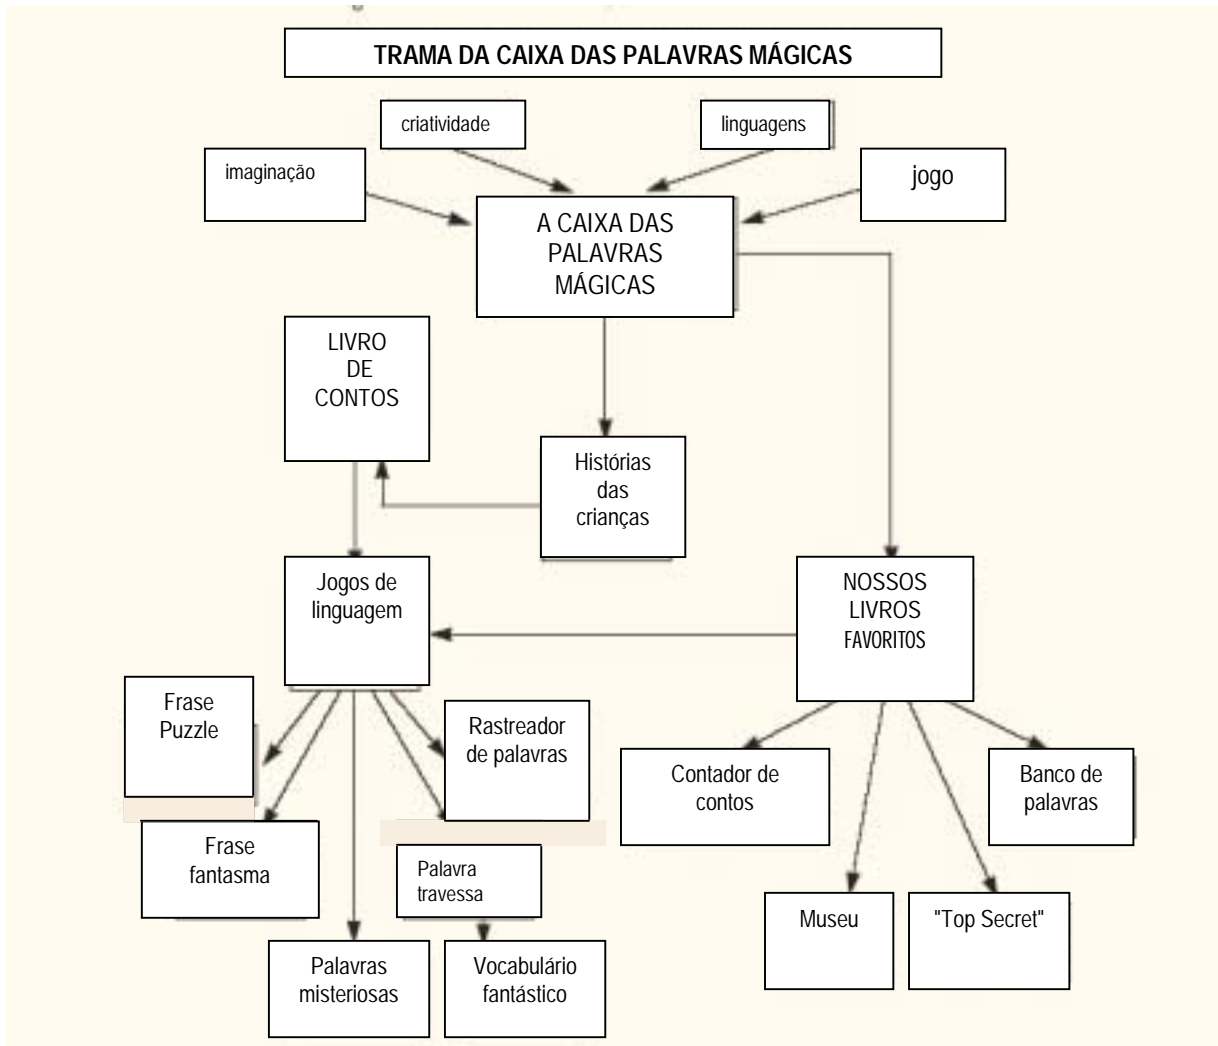 TRAMA DA CAIXA DAS PALAVRAS MÁGICAS
criatividade
linguagens
imaginação
jogo
A CAIXA DAS
PALAVRAS
MÁGICAS
LIVRO
DE
CONTOS
Histórias
das
crianças
Jogos de
linguagem
NOSSOS
LIVROS
FAVORITOS
Frase
Puzzle
Rastreador
de palavras
Contador de
contos
Banco de
palavras
Frase
fantasma
Palavra
travessa
Museu
"Top Secret"
Palavras
misteriosas
Vocabulário
fantástico